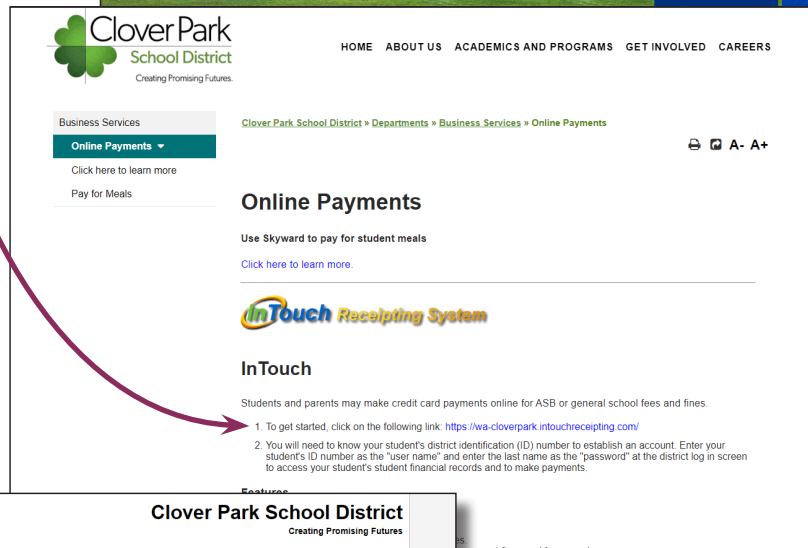 Clover Park
School District
Creating Promising Futures.
HOME ABOUT US ACADEMICS AND PROGRAMS GET INVOLVED CAREERS
Business Services
Online Payments
Click here to learn more
Pay for Meals
Clover Park School District » Departments » Business Services » Online Payments
A- A+
Online Payments
Use Skyward to pay for student meals
Click here to learn more.
InTouch Receipting System
InTouch
Students and parents may make credit card payments online for ASB or general school fees and fines.
1. To get started, click on the following link: https://wa-cloverpark.intouchreceipting.com/
2. You will need to know your student's district identification (ID) number to establish an account. Enter your
student's ID number as the "user name" and enter the last name as the "password" at the district log in screen
to access your student's student financial records and to make payments.
Features
Clover Park School District
Creating Promising Futures
es.